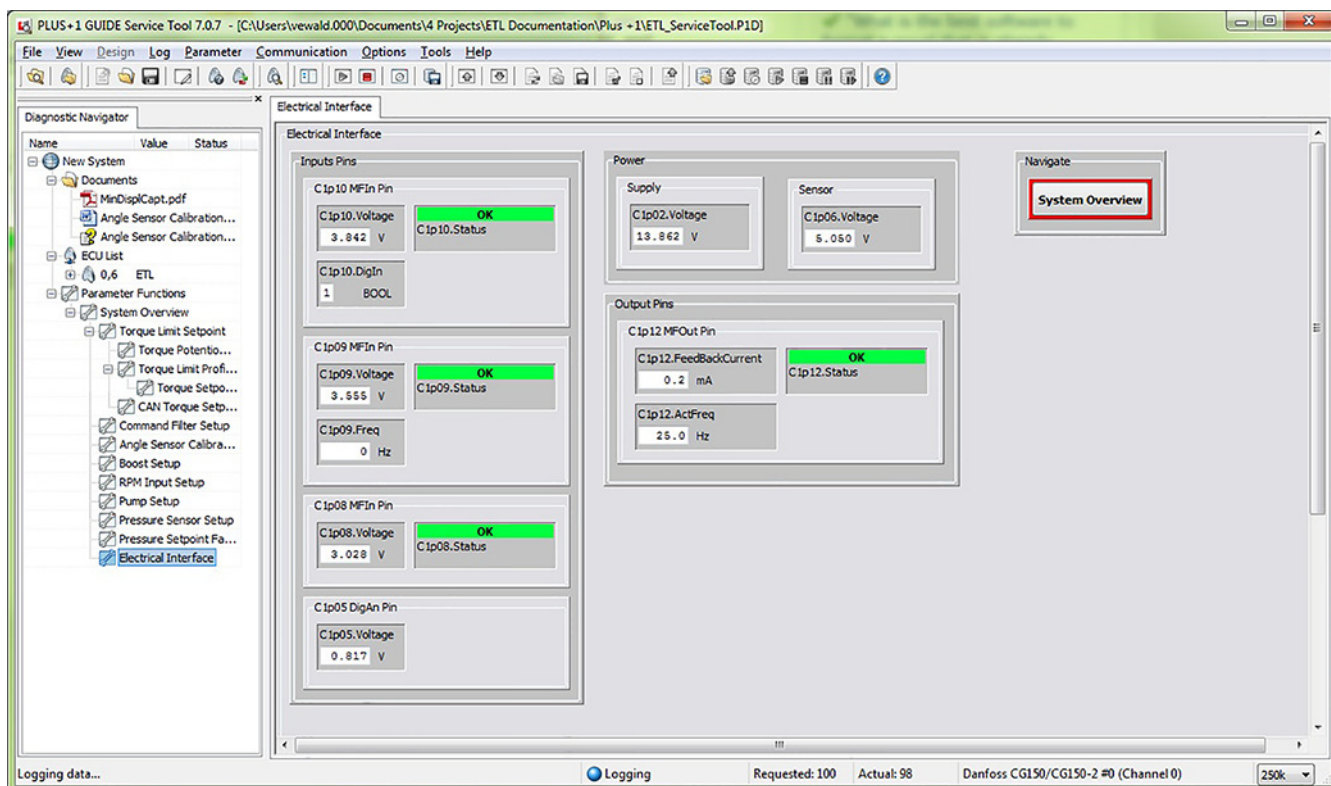 PLUS+1 GUIDE Service Tool 7.0.7 - [C:\Users\vewald.000\Documents\4 Projects\ETL Documentation\Plus +1\ETL_ServiceTool.P1D]
File View Design Log Parameter Communication Options Tools Help
Diagnostic Navigator
Name Value Status
New System
Documents
MinDisplCapt.pdf
Angle Sensor Calibration...
Angle Sensor Calibration...
ECU List
0,6 ETL
Parameter Functions
System Overview
Torque Limit Setpoint
Torque Potentio...
Torque Limit Profi...
Torque Setpo...
CAN Torque Setp...
Command Filter Setup
Angle Sensor Calibra...
Boost Setup
RPM Input Setup
Pump Setup
Pressure Sensor Setup
Pressure Setpoint Fa...
Electrical Interface
Electrical Interface
Electrical Interface
Inputs Pins
C1p10 MFIn Pin
C1p10.Voltage
3.842 V
OK
C1p10.Status
C1p10.DigIn
1 BOOL
C1p09 MFIn Pin
C1p09.Voltage
3.555 V
OK
C1p09.Status
C1p09.Freq
0 Hz
C1p08 MFIn Pin
C1p08.Voltage
3.028 V
OK
C1p08.Status
C1p05 DigAn Pin
C1p05.Voltage
0.817 V
Power
Supply
C1p02.Voltage
13.862 V
Sensor
C1p06.Voltage
5.050 V
Output Pins
C1p12 MFOut Pin
C1p12.FeedBackCurrent
0.2 mA
OK
C1p12.Status
C1p12.ActFreq
25.0 Hz
Navigate
System Overview
Logging data... Logging Requested: 100 Actual: 98 Danfoss CG150/CG150-2 #0 (Channel 0) 250k